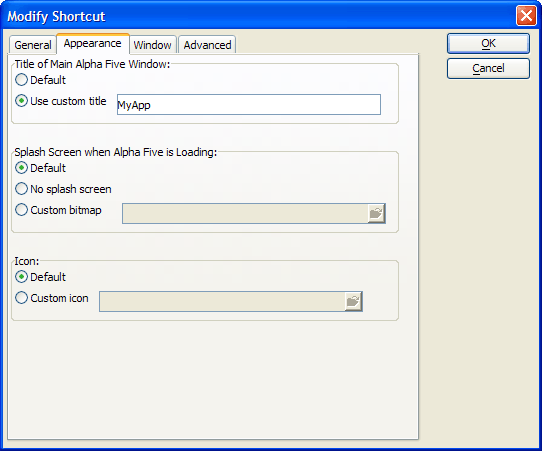 Modify Shortcut
General Appearance Window Advanced
OK
Cancel
Title of Main Alpha Five Window:
Default
Use custom title MyApp
Splash Screen when Alpha Five is Loading:
Default
No splash screen
Custom bitmap
Icon:
Default
Custom icon